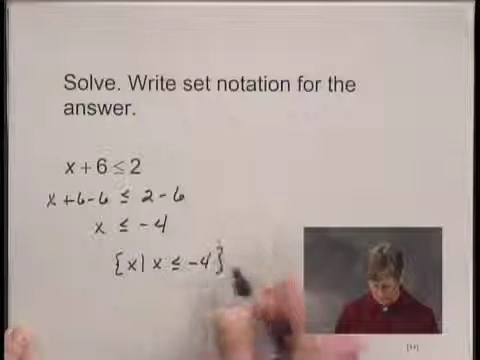 Solve. Write set notation for the
answer.
x + 6 ≤ 2
x + 6 - 6 ≤ 2 - 6
x ≤ -4
{x| x ≤ -4}